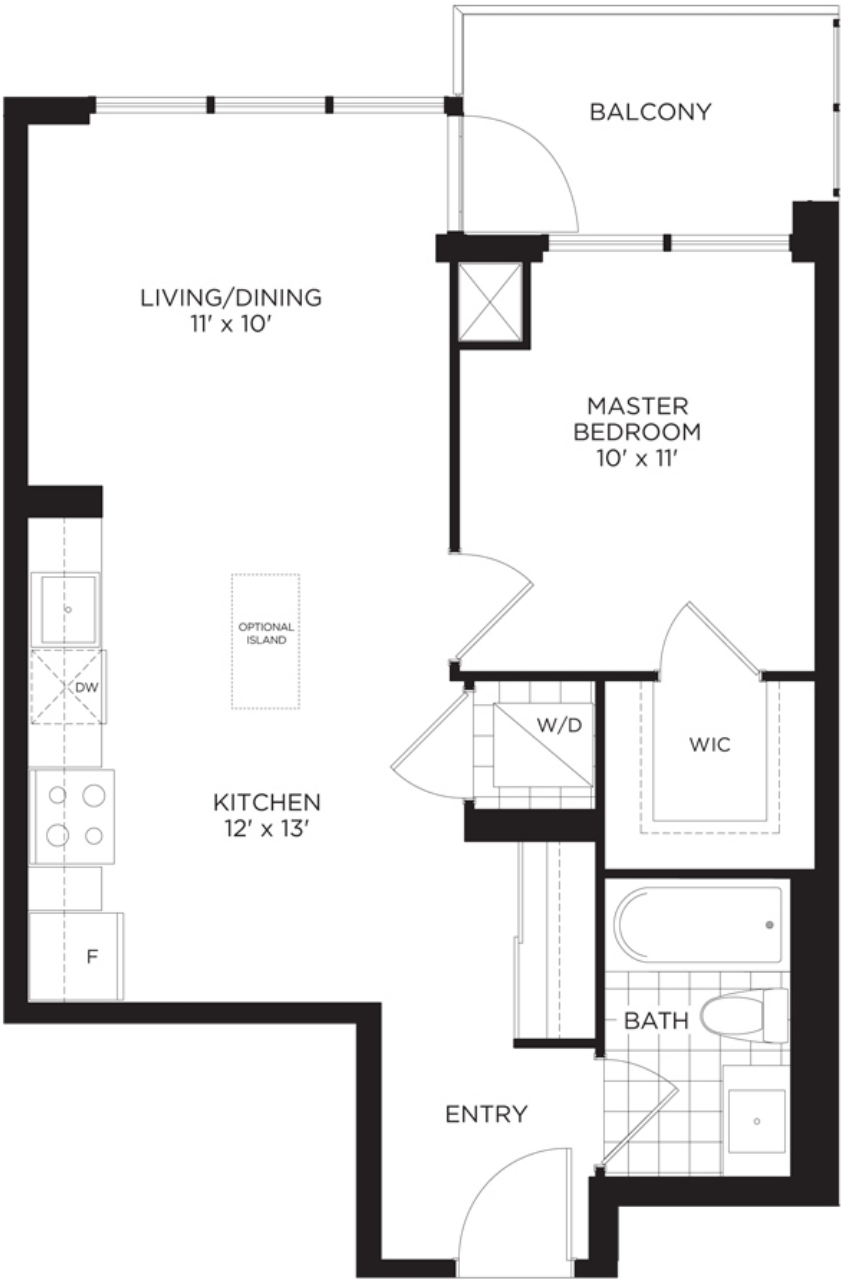 BALCONY
LIVING/DINING
11' x 10'
MASTER
BEDROOM
10' x 11'
OPTIONAL
ISLAND
DW
W/D
WIC
KITCHEN
12' x 13'
F
BATH
ENTRY